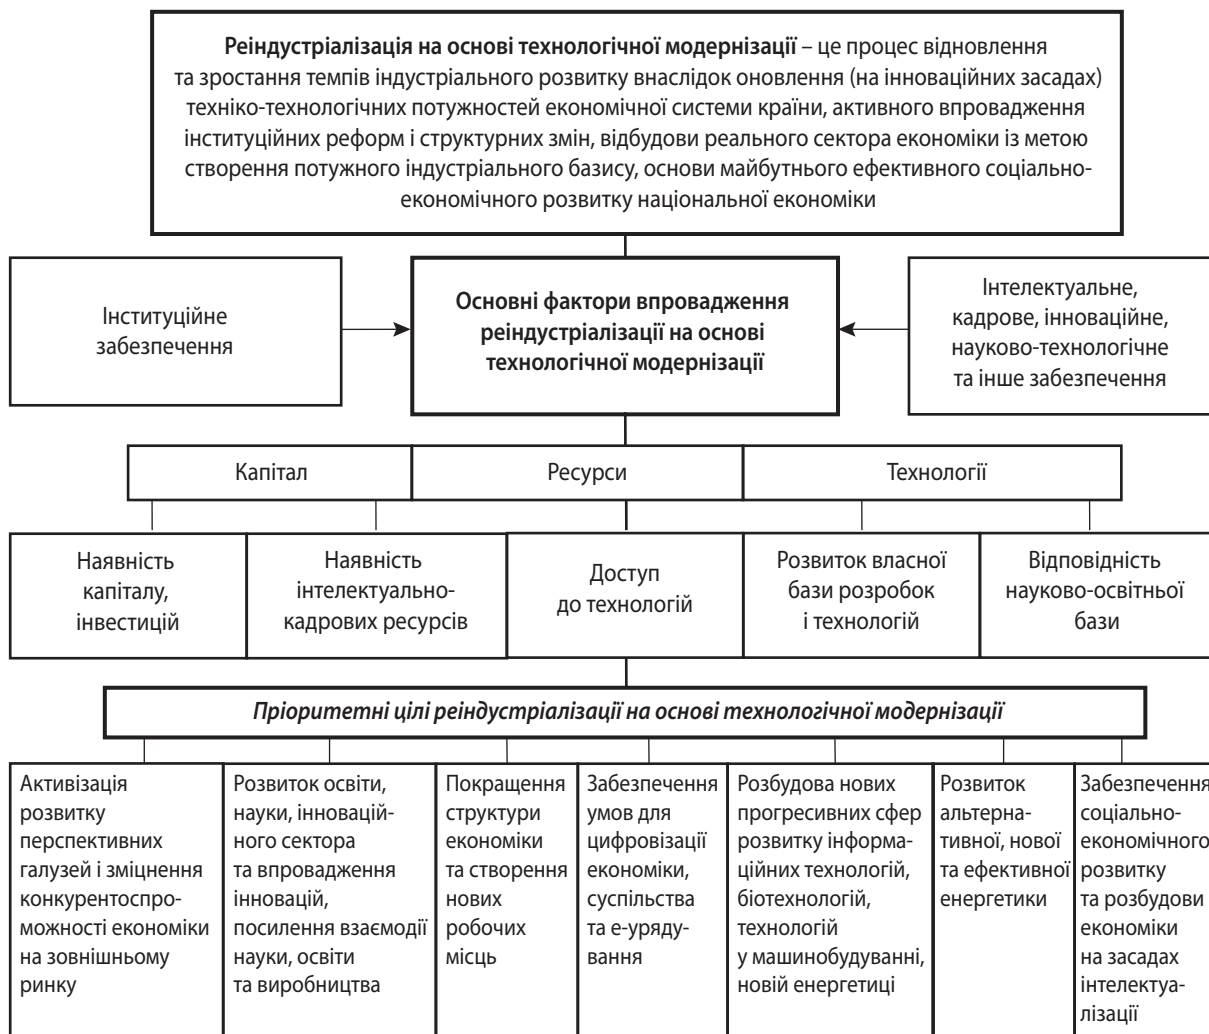 Реіндустріалізація на основі технологічної модернізації – це процес відновлення
та зростання темпів індустріального розвитку внаслідок оновлення (на інноваційних засадах)
техніко-технологічних потужностей економічної системи країни, активного впровадження
інституційних реформ і структурних змін, відбудови реального сектора економіки із метою
створення потужного індустріального базису, основи майбутнього ефективного соціально-
економічного розвитку національної економіки
Інституційне
забезпечення
Основні фактори впровадження
реіндустріалізації на основі
технологічної модернізації
Інтелектуальне,
кадрове, інноваційне,
науково-технологічне
та інше забезпечення
Капітал
Ресурси
Технології
Наявність
капіталу,
інвестицій
Наявність
інтелектуально-
кадрових ресурсів
Доступ
до технологій
Розвиток власної
бази розробок
і технологій
Відповідність
науково-освітньої
бази
Пріоритетні цілі реіндустріалізації на основі технологічної модернізації
Активізація
розвитку
перспективних
галузей і зміцнення
конкурентоспро-
можності економіки
на зовнішньому
ринку
Розвиток освіти,
науки, інновацій-
ного сектора
та впровадження
інновацій,
посилення взаємодії
науки, освіти
та виробництва
Покращення
структури
економіки
та створення
нових
робочих
місць
Забезпечення
умов для
цифровізації
економіки,
суспільства
та е-уряду-
вання
Розбудова нових
прогресивних сфер
розвитку інформа-
ційних технологій,
біотехнологій,
технологій
у машинобудуванні,
новій енергетиці
Розвиток
альтерна-
тивної, нової
та ефективної
енергетики
Забезпечення
соціально-
економічного
розвитку
та розбудови
економіки
на засадах
інтелектуа-
лізації